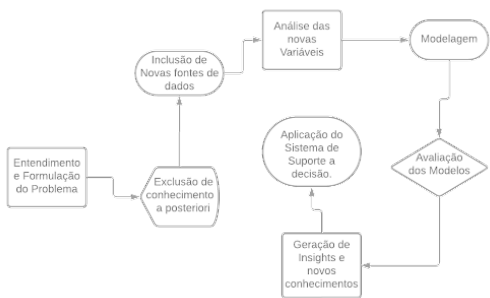 Entendimento
e Formulação
do Problema
Exclusão de
conhecimento
a posteriori
Inclusão de
Novas fontes de
dados
Análise das
novas
Variáveis
Modelagem
Avaliação
dos Modelos
Geração de
Insights e
novos
conhecimentos
Aplicação do
Sistema de
Suporte a
decisão.